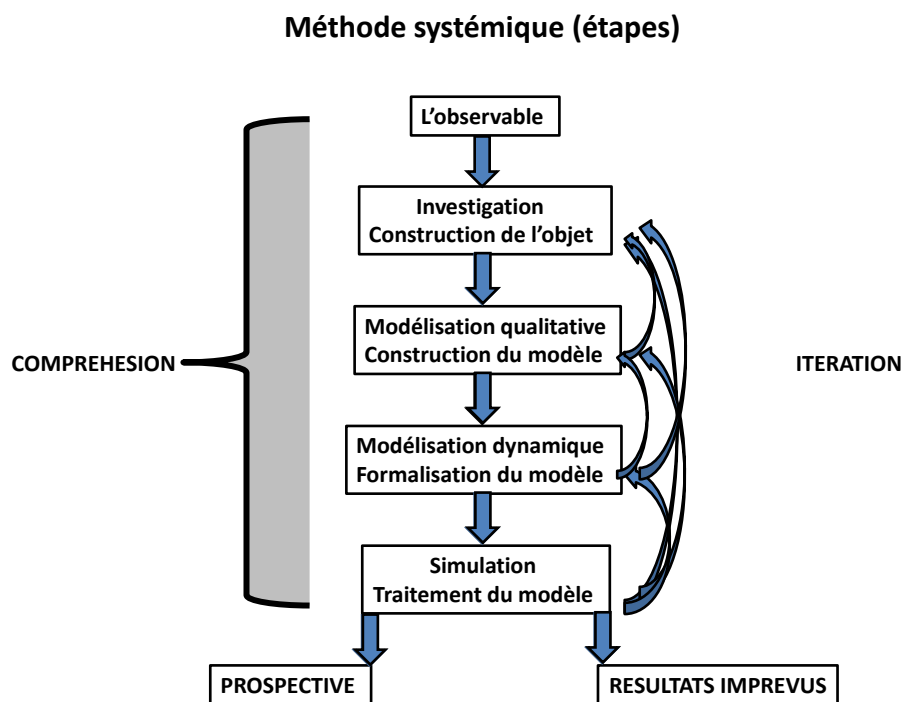 Méthode systémique (étapes)
L'observable
Investigation
Construction de l'objet
Modélisation qualitative
Construction du modèle
COMPREHESION
ITERATION
Modélisation dynamique
Formalisation du modèle
Simulation
Traitement du modèle
PROSPECTIVE
RESULTATS IMPREVUS